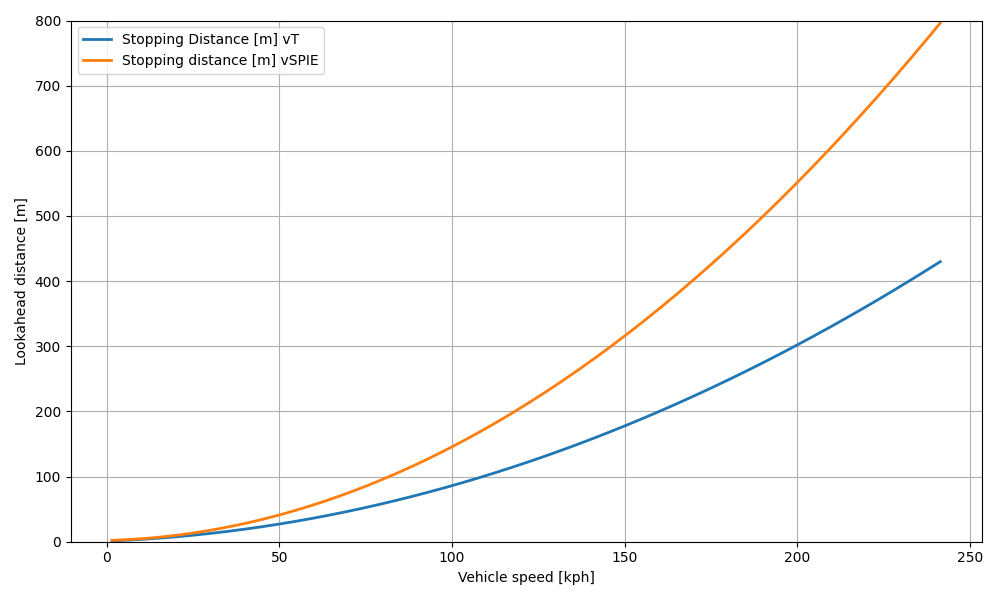 800
700
600
500
400
300
200
100
0
Lookahead distance [m]
Stopping Distance [m] vT
Stopping distance [m] vSPIE
0 50 100 150 200 250
Vehicle speed [kph]